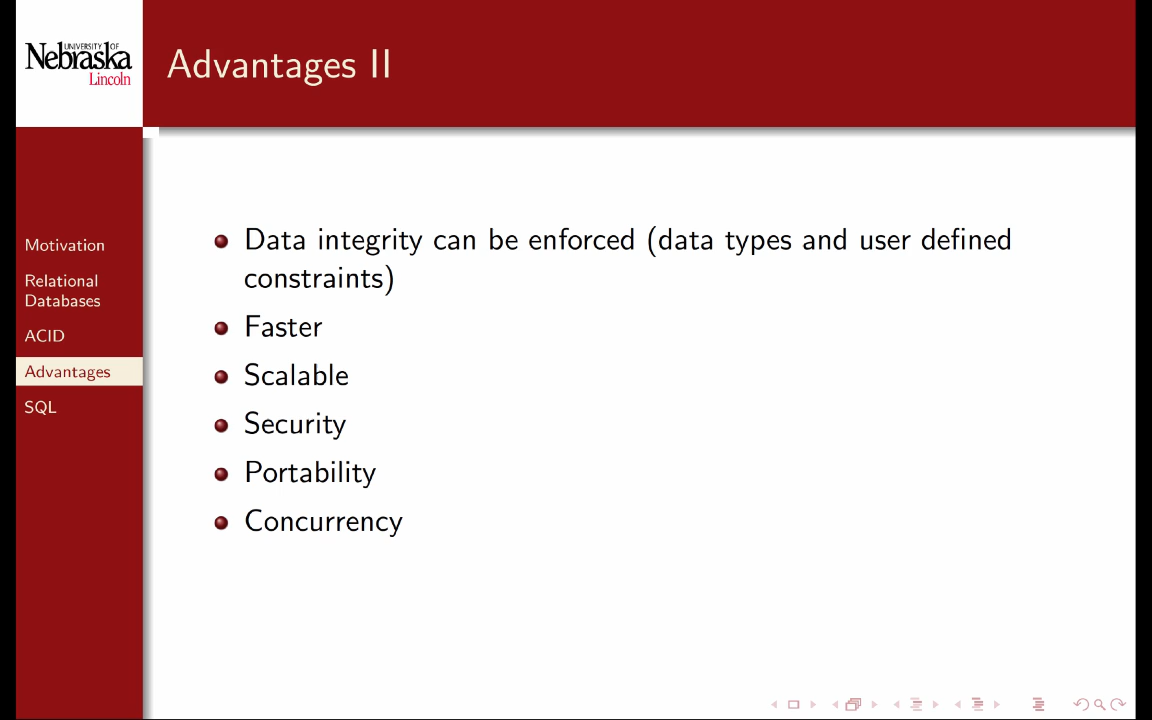 UNIVERSITY OF
Nebraska
Lincoln
Advantages II
Motivation
Relational
Databases
ACID
Advantages
SQL
Data integrity can be enforced (data types and user defined
constraints)
Faster
Scalable
Security
Portability
Concurrency